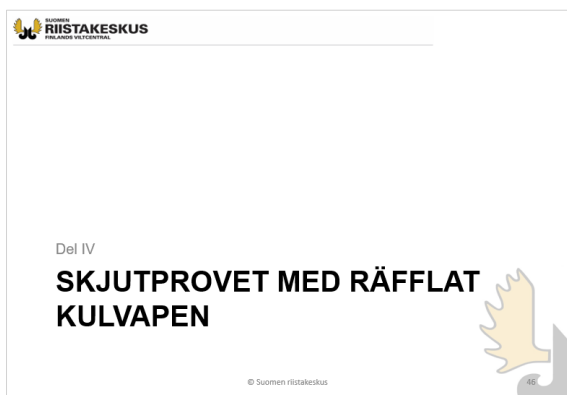 SUOMEN
RIISTAKESKUS
FINLANDS VILTCENTRAL
Del IV
SKJUTPROVET MED RÄFFLAT
KULVAPEN
© Suomen riistakeskus
46